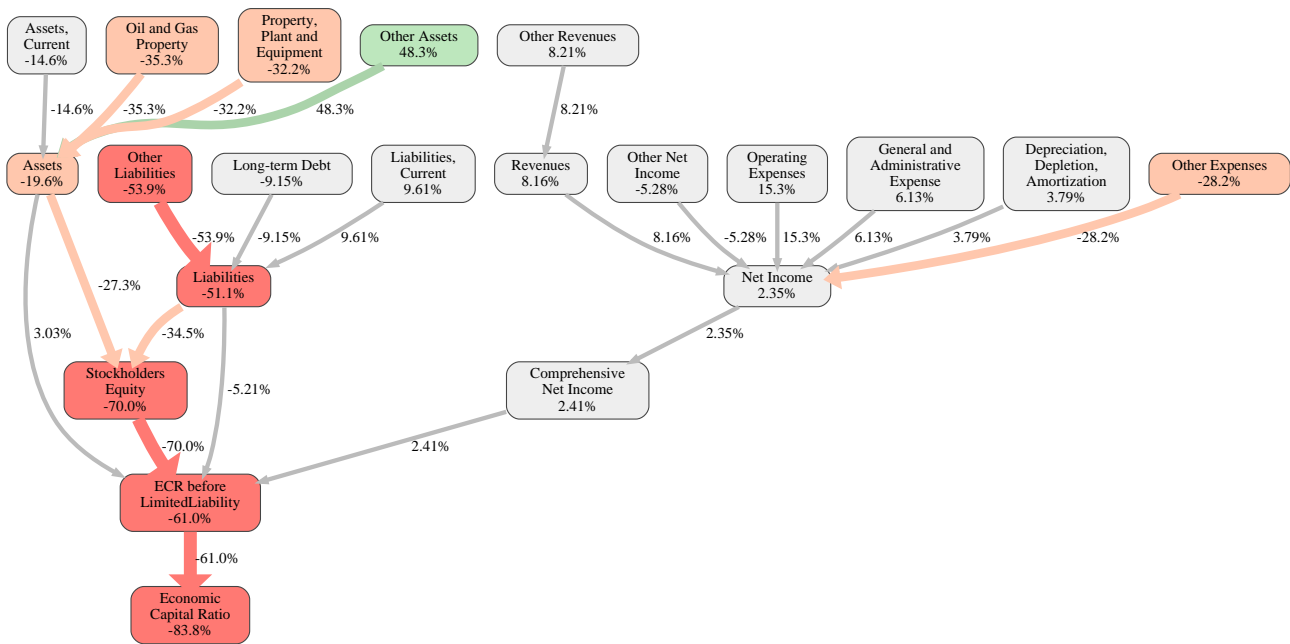 Assets,
Current
-14.6%
Oil and Gas
Property
-35.3%
Property,
Plant and
Equipment
-32.2%
Other Assets
48.3%
Other Revenues
8.21%
-14.6%
-35.3%
-32.2%
48.3%
8.21%
Assets
-19.6%
Other
Liabilities
-53.9%
Long-term Debt
-9.15%
Liabilities,
Current
9.61%
Revenues
8.16%
Other Net
Income
-5.28%
Operating
Expenses
15.3%
General and
Administrative
Expense
6.13%
Depreciation,
Depletion,
Amortization
3.79%
Other Expenses
-28.2%
-53.9%
-9.15%
9.61%
8.16%
-5.28%
15.3%
6.13%
3.79%
-28.2%
Liabilities
-51.1%
Net Income
2.35%
-27.3%
3.03%
-34.5%
2.35%
Stockholders
Equity
-70.0%
-5.21%
Comprehensive
Net Income
2.41%
-70.0%
2.41%
ECR before
LimitedLiability
-61.0%
-61.0%
Economic
Capital Ratio
-83.8%